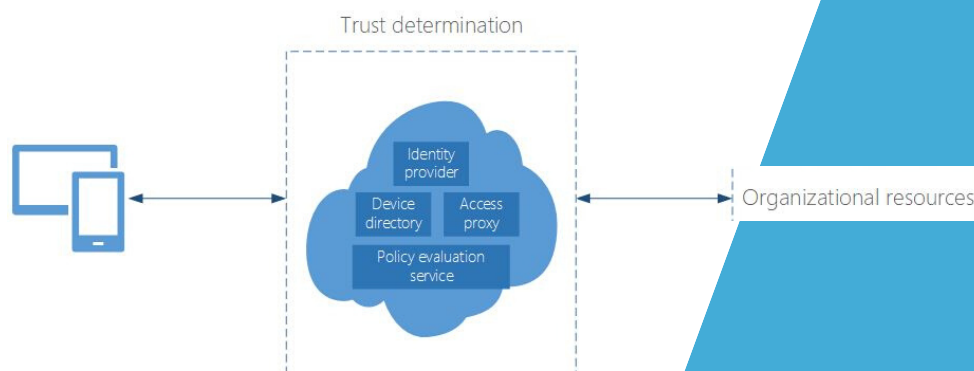 Trust determination
Identity
provider
Device
directory
Access
proxy
Policy evaluation
service
Organizational resources